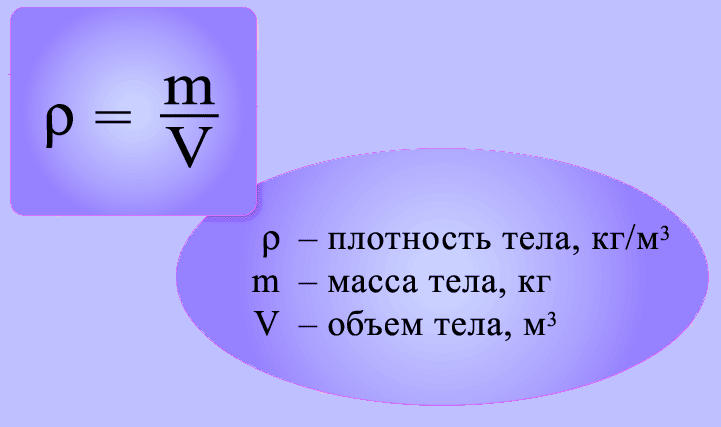 ρ = m/V
ρ – плотность тела, кг/м³
m – масса тела, кг
V – объем тела, м³